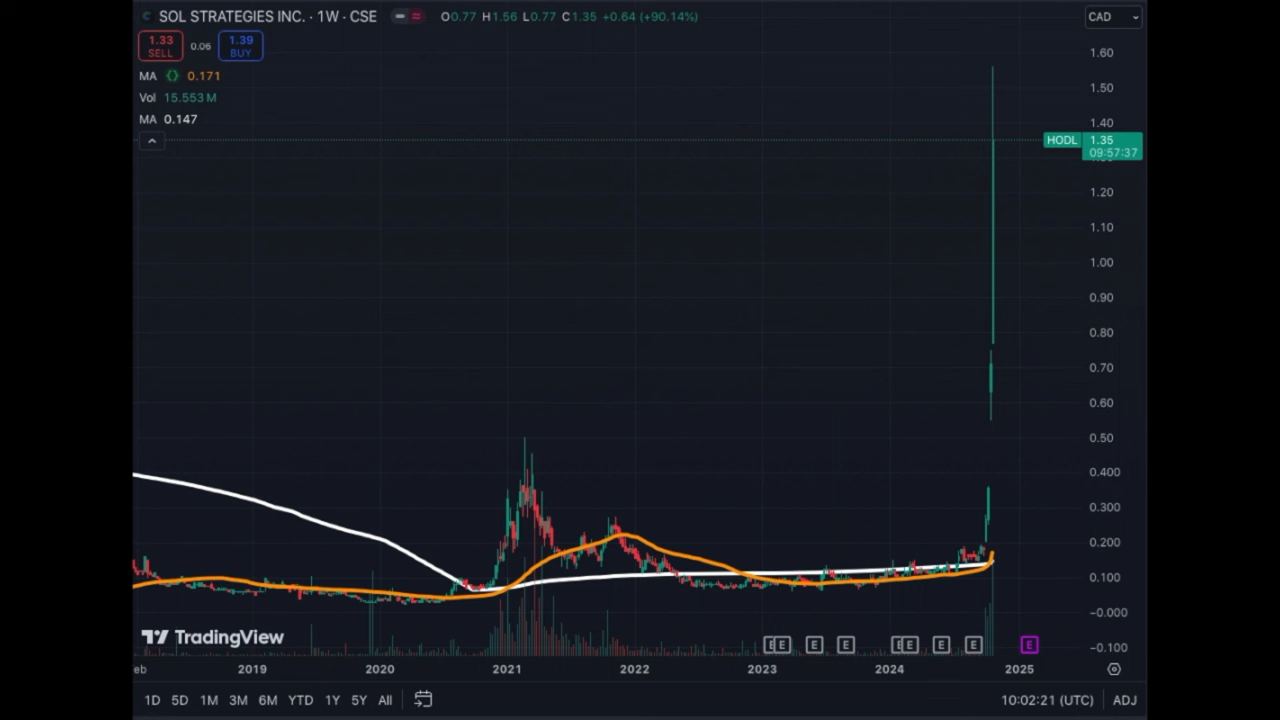 SOL STRATEGIES INC. · 1W · CSE O0.77 H1.56 L0.77 C1.35 +0.64 (+90.14%) CAD
1.33 0.06 1.39
SELL BUY
MA 0.171
Vol 15.553 M
MA 0.147
1.60
1.50
1.40
HODL 1.35
09:57:37
1.20
1.10
1.00
0.90
0.80
0.70
0.60
0.50
0.400
0.300
0.200
0.100
−0.000
−0.100
TradingView
E E E E E E E E E
eb 2019 2020 2021 2022 2023 2024 2025
1D 5D 1M 3M 6M YTD 1Y 5Y All 10:02:21 (UTC) ADJ